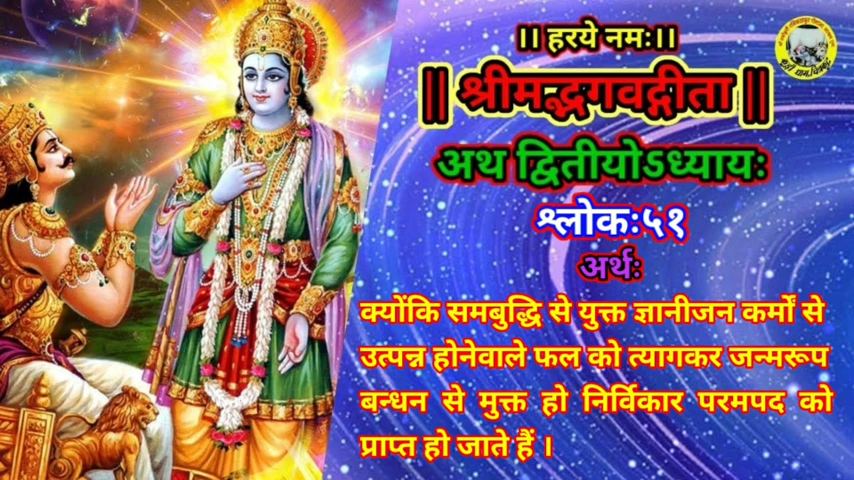 ।। हरये नमः।।
|| श्रीमद्भगवद्गीता ||
अथ द्वितीयोऽध्यायः
श्लोकः५१
अर्थः
क्योंकि समबुद्धि से युक्त ज्ञानीजन कर्मों से
उत्पन्न होनेवाले फल को त्यागकर जन्मरूप
बन्धन से मुक्त हो निर्विकार परमपद को
प्राप्त हो जाते हैं ।